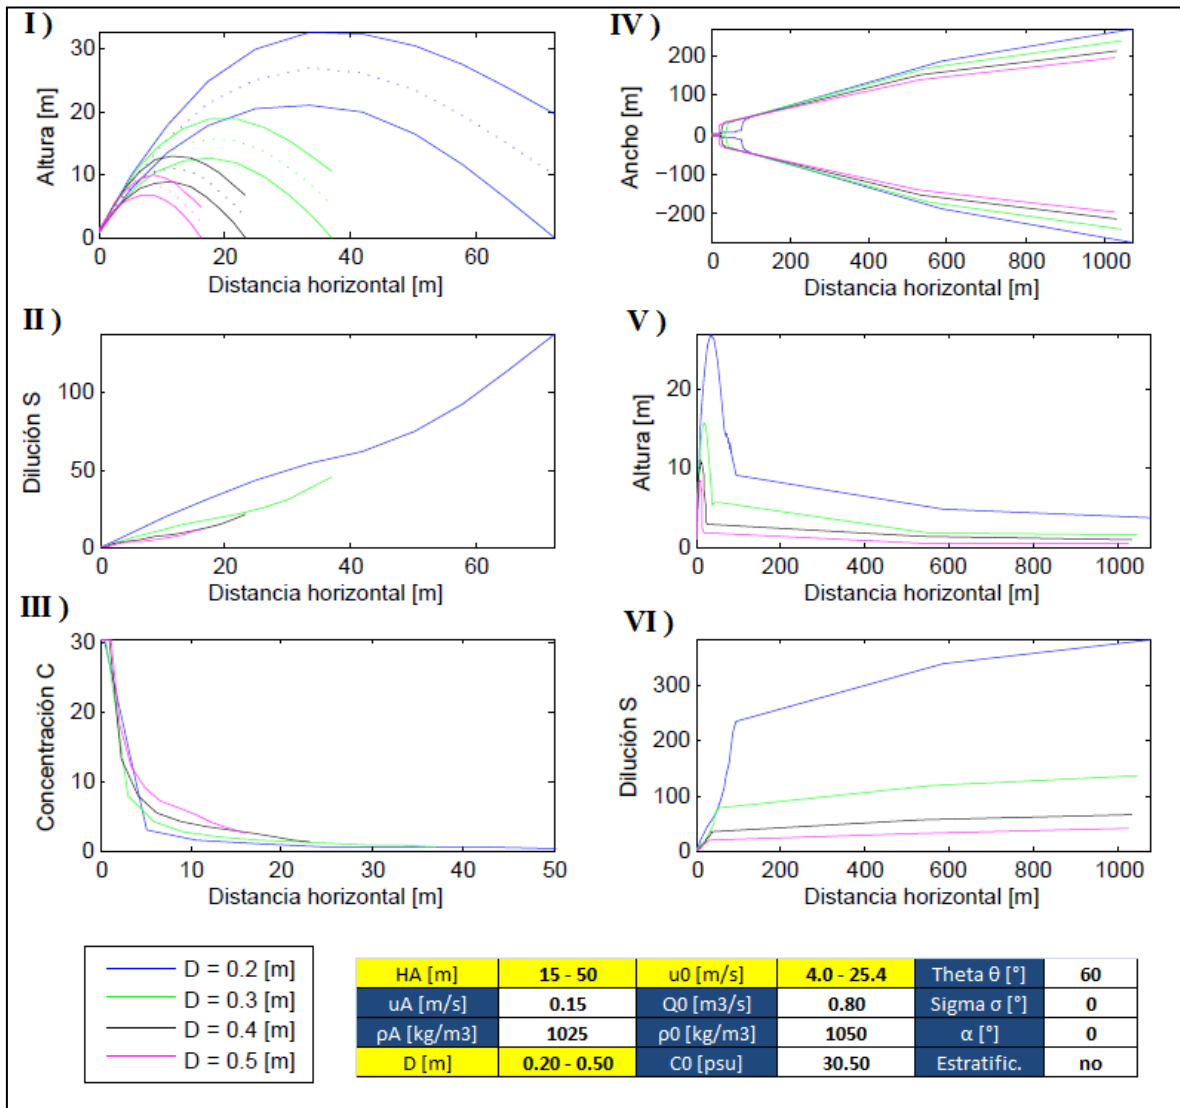 I )
30
20
10
0
Altura [m]
0 20 40 60
Distancia horizontal [m]
IV )
200
100
0
−100
−200
Ancho [m]
0 200 400 600 800 1000
Distancia horizontal [m]
II )
100
50
0
Dilución S
0 20 40 60
Distancia horizontal [m]
V )
20
10
0
Altura [m]
0 200 400 600 800 1000
Distancia horizontal [m]
III )
30
20
10
0
Concentración C
0 10 20 30 40 50
Distancia horizontal [m]
VI )
300
200
100
0
Dilución S
0 200 400 600 800 1000
Distancia horizontal [m]
D = 0.2 [m]
D = 0.3 [m]
D = 0.4 [m]
D = 0.5 [m]
HA [m] 15 - 50 u0 [m/s] 4.0 - 25.4 Theta θ [°] 60
uA [m/s] 0.15 Q0 [m3/s] 0.80 Sigma σ [°] 0
ρA [kg/m3] 1025 ρ0 [kg/m3] 1050 α [°] 0
D [m] 0.20 - 0.50 C0 [psu] 30.50 Estratific. no